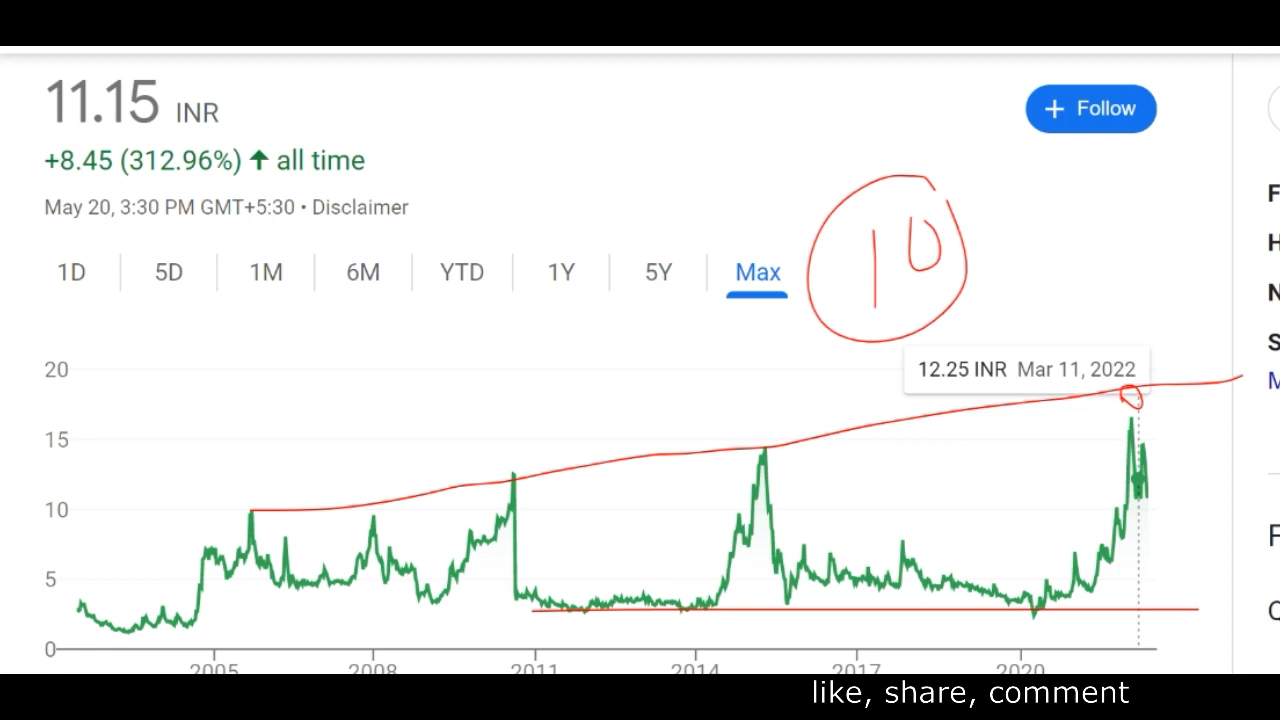 11.15 INR
+ Follow
+8.45 (312.96%) ↑ all time
May 20, 3:30 PM GMT+5:30 • Disclaimer
1D 5D 1M 6M YTD 1Y 5Y Max
10
12.25 INR Mar 11, 2022
20
15
10
5
0
2005 2008 2011 2014 2017 2020
like, share, comment